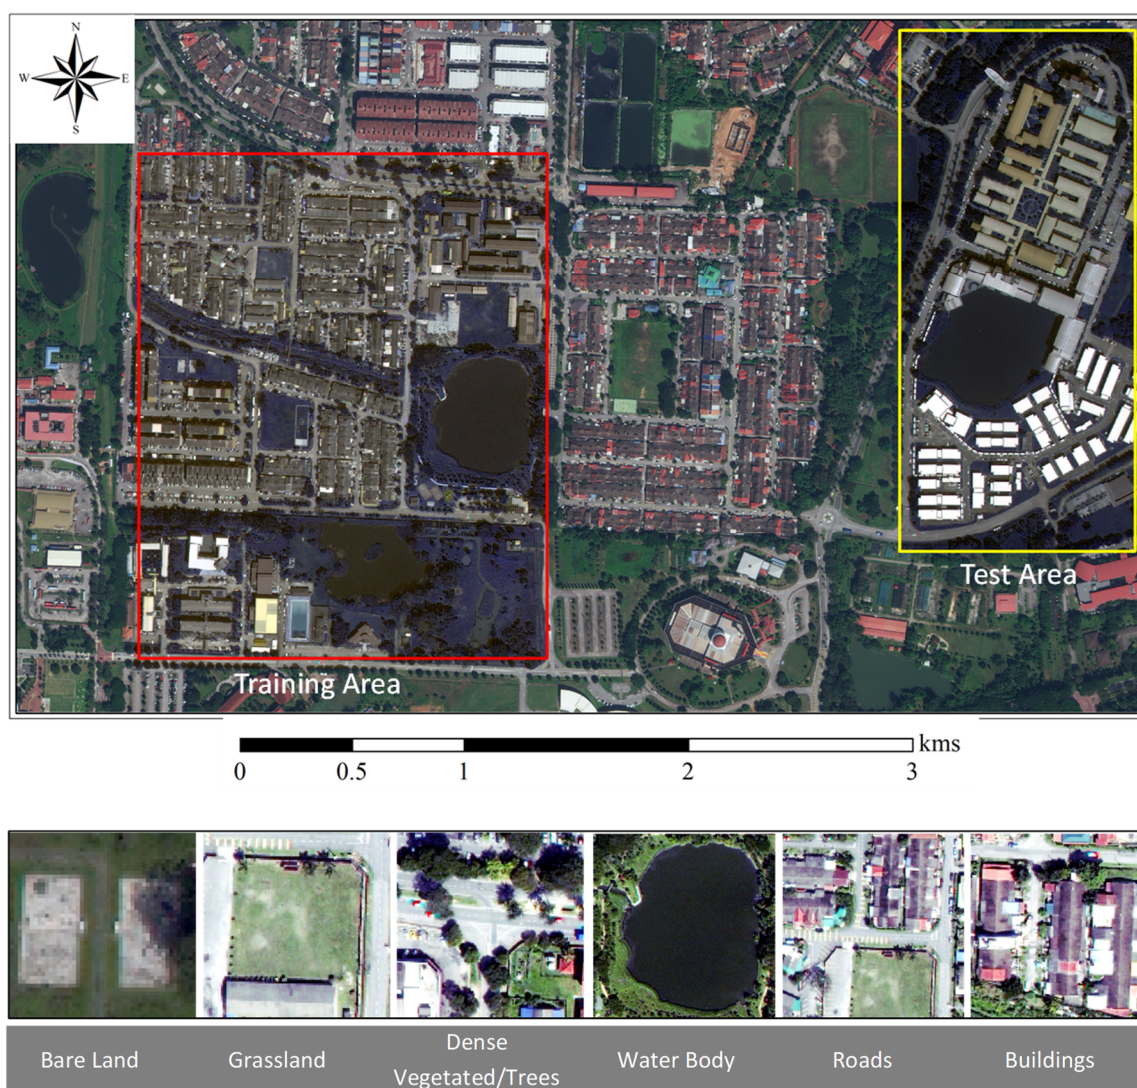 N
W E
S
Test Area
Training Area
kms
0 0.5 1 2 3
Bare Land
Grassland
Dense
Vegetated/Trees
Water Body
Roads
Buildings